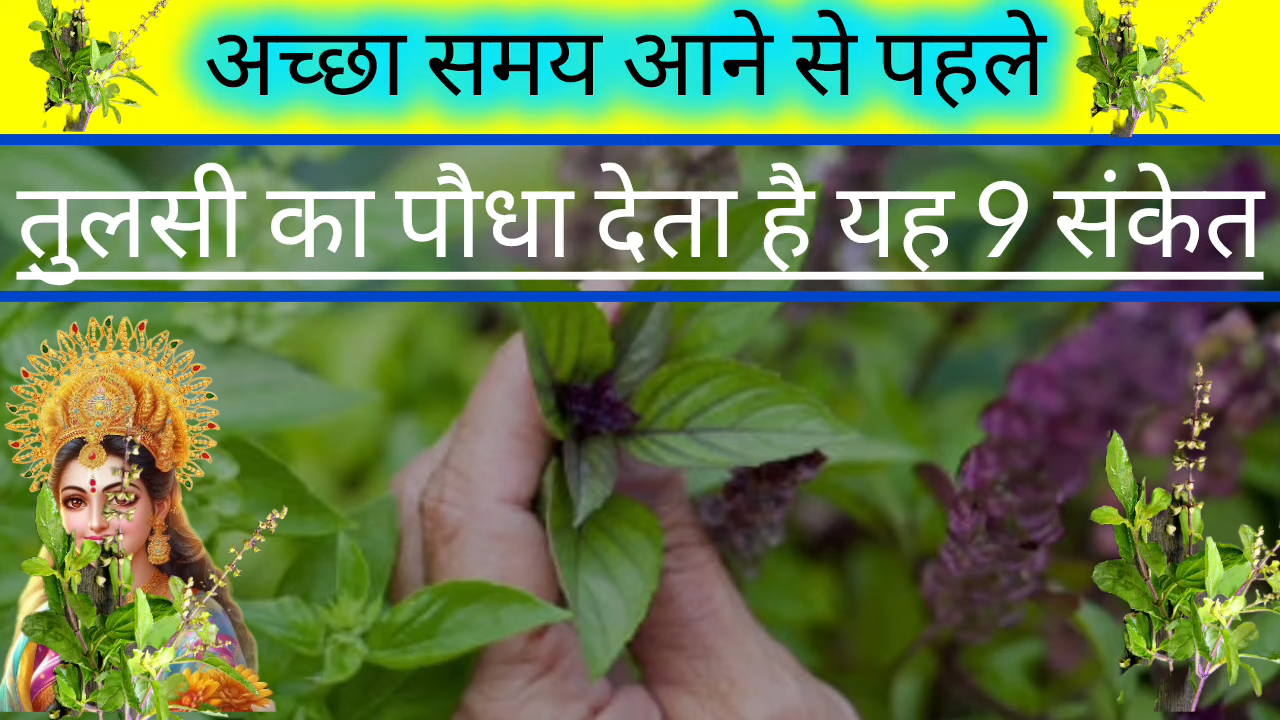 अच्छा समय आने से पहले
तुलसी का पौधा देता है यह 9 संकेत